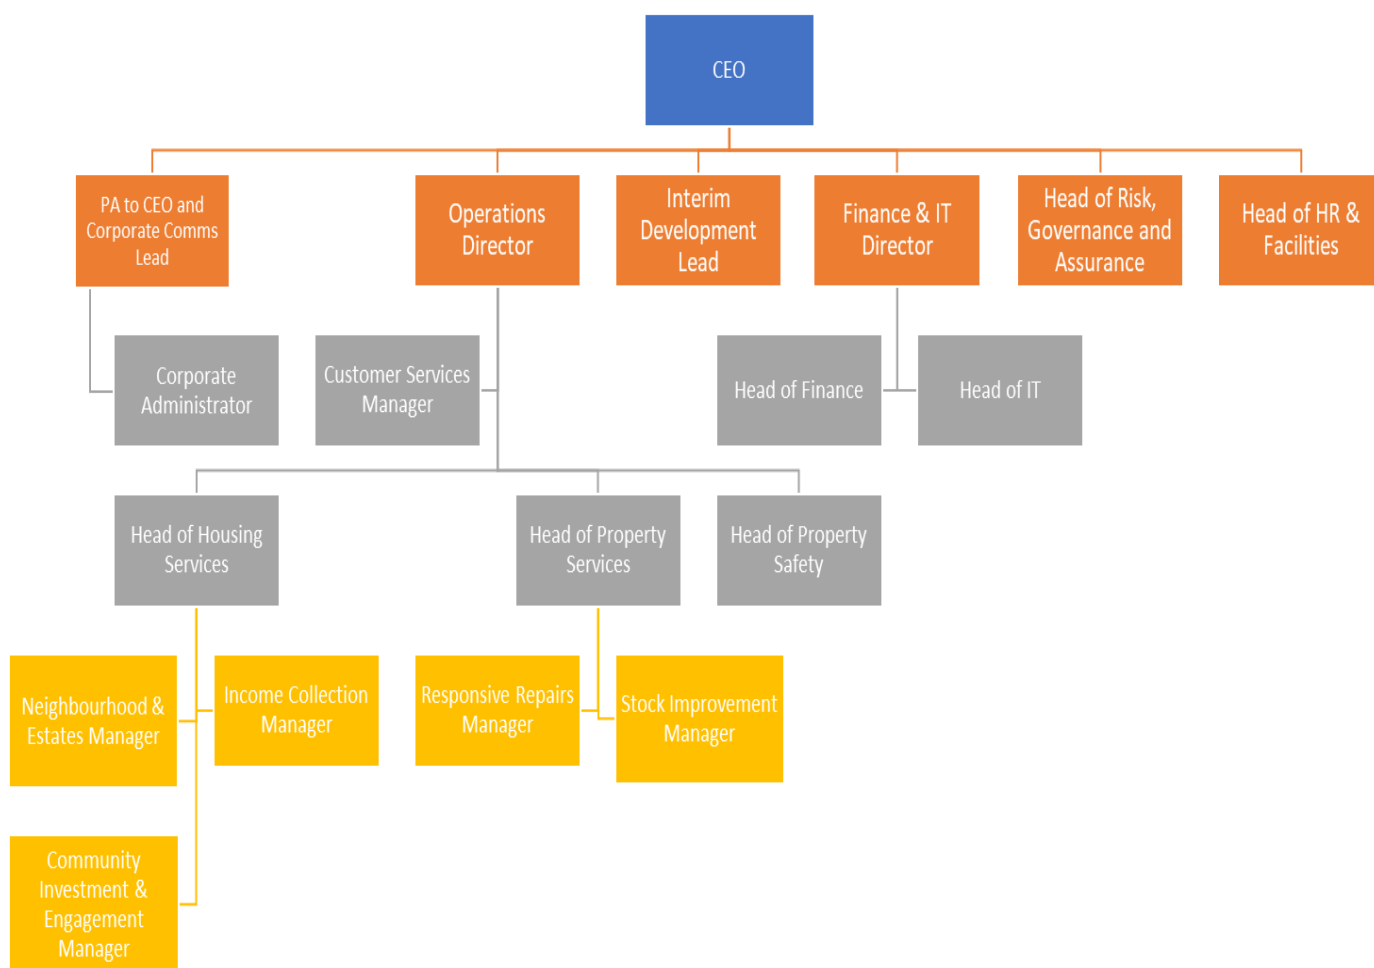 CEO
PA to CEO and
Corporate Comms
Lead
Operations
Director
Interim
Development
Lead
Finance & IT
Director
Head of Risk,
Governance and
Assurance
Head of HR &
Facilities
Corporate
Administrator
Customer Services
Manager
Head of Finance
Head of IT
Head of Housing
Services
Head of Property
Services
Head of Property
Safety
Neighbourhood &
Estates Manager
Income Collection
Manager
Responsive Repairs
Manager
Stock Improvement
Manager
Community
Investment &
Engagement
Manager